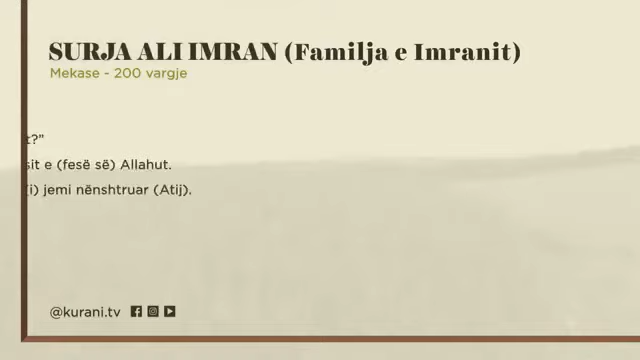 SURJA ALI IMRAN (Familja e Imranit)
Mekase - 200 vargje
t?"
sit e (fesë së) Allahut.
i) jemi nënshtruar (Atij).
@kurani.tv